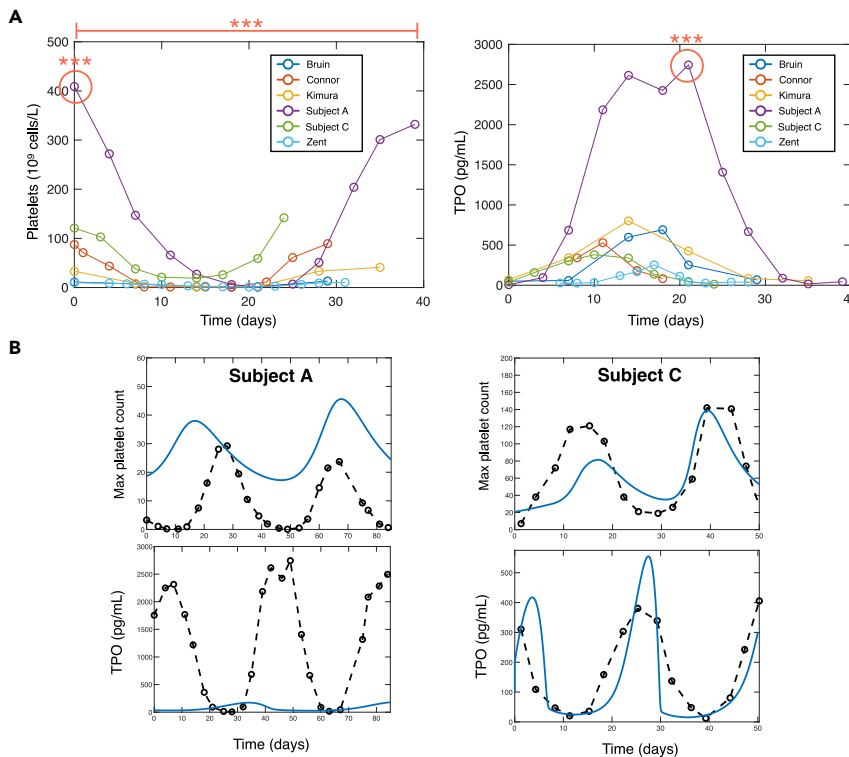 A
***
***
Platelets (10⁹ cells/L)
500
400
300
200
100
0
0
10
20
30
40
Time (days)
Bruin
Connor
Kimura
Subject A
Subject C
Zent
***
TPO (pg/mL)
3000
2500
2000
1500
1000
500
0
0
10
20
30
40
Time (days)
Bruin
Connor
Kimura
Subject A
Subject C
Zent
B
Subject A
Max platelet count
60
50
40
30
20
10
0
0 10 20 30 40 50 60 70 80
Subject C
Max platelet count
200
180
160
140
120
100
80
60
40
20
0
0 10 20 30 40 50
TPO (pg/mL)
3000
2500
2000
1500
1000
500
0
0 10 20 30 40 50 60 70 80
Time (days)
TPO (pg/mL)
500
400
300
200
100
0
0 10 20 30 40 50
Time (days)